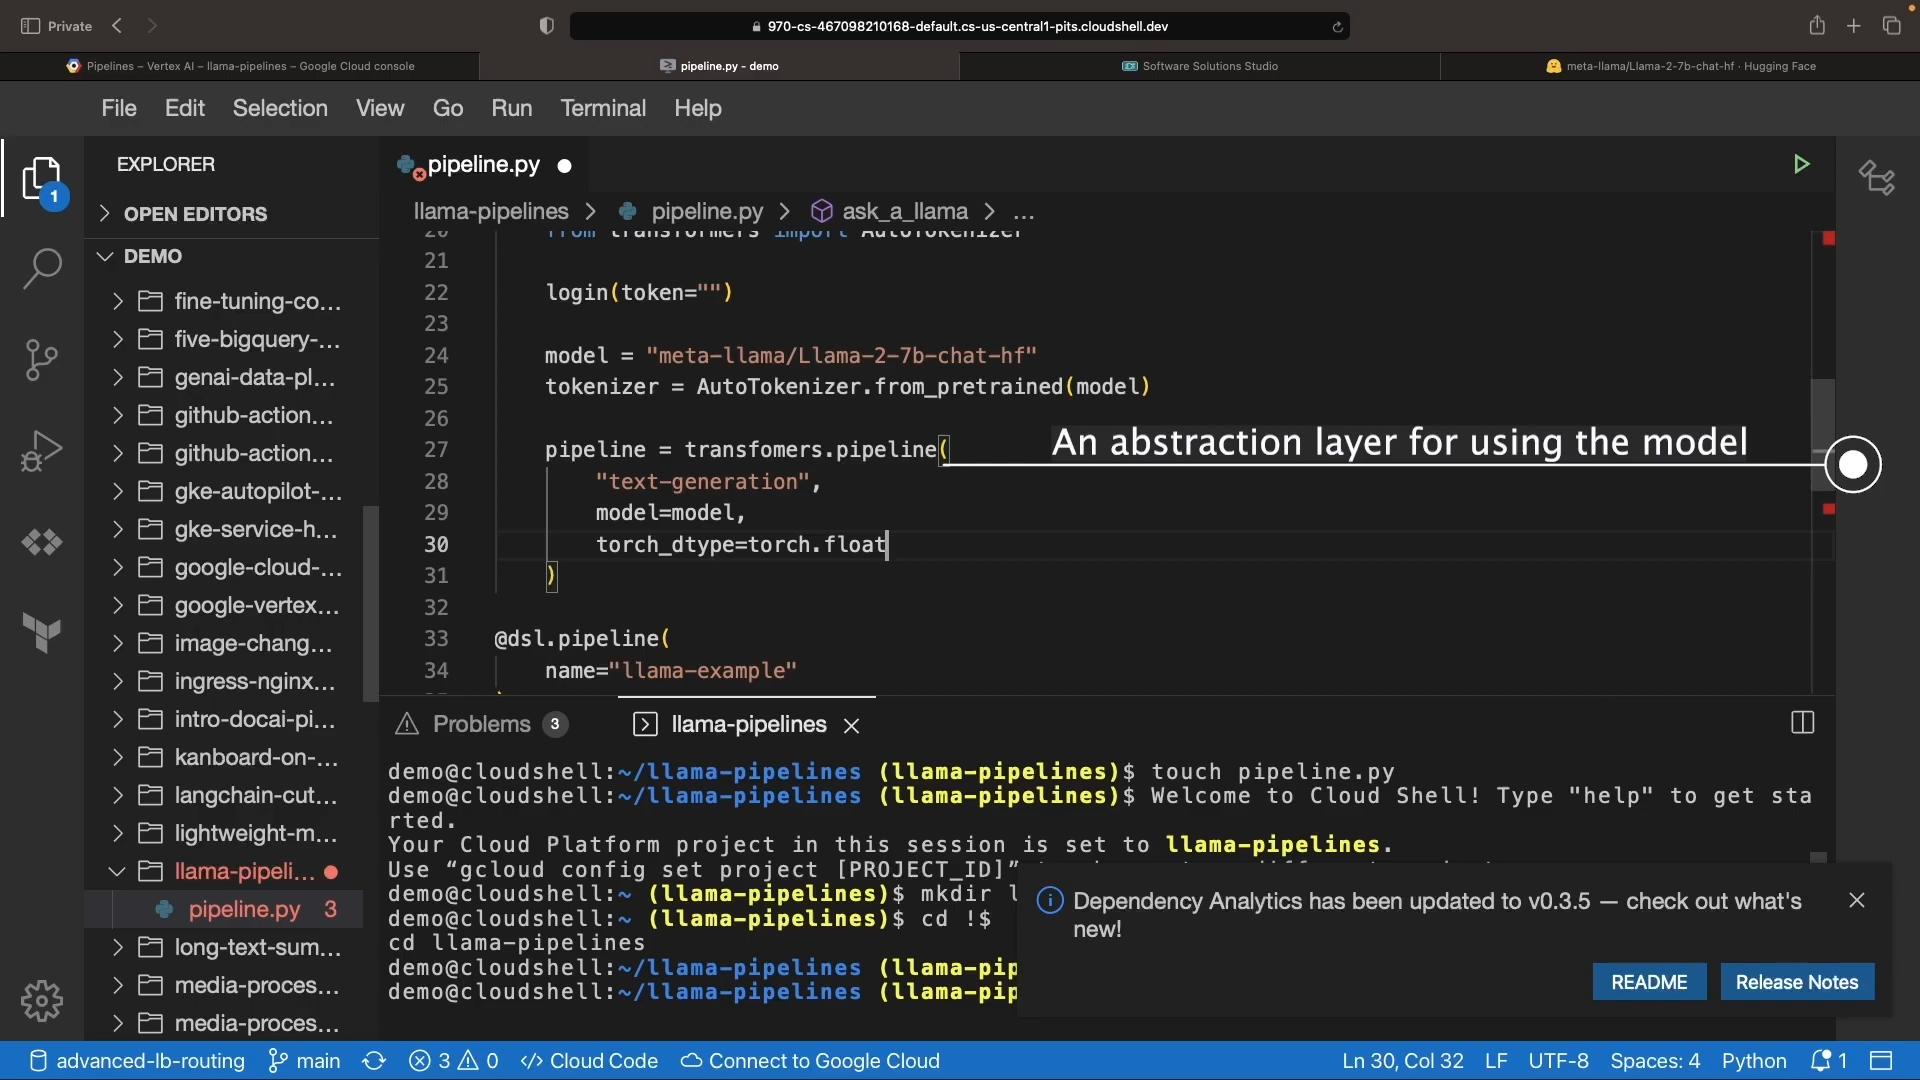 Private
970-cs-467098210168-default.cs-us-central1-pits.cloudshell.dev
Pipelines – Vertex AI – llama-pipelines – Google Cloud console
pipeline.py - demo
Software Solutions Studio
meta-llama/Llama-2-7b-chat-hf · Hugging Face
File Edit Selection View Go Run Terminal Help
1
EXPLORER
OPEN EDITORS
DEMO
fine-tuning-co...
five-bigquery-...
genai-data-pl...
github-action...
github-action...
gke-autopilot-...
gke-service-h...
google-cloud-...
google-vertex...
image-chang...
ingress-nginx...
intro-docai-pi...
kanboard-on-...
langchain-cut...
lightweight-m...
llama-pipeli...
pipeline.py 3
long-text-sum...
media-proces...
media-proces...
pipeline.py
llama-pipelines > pipeline.py > ask_a_llama > ...
20 from transformers import AutoTokenizer
21
22 login(token="")
23
24 model = "meta-llama/Llama-2-7b-chat-hf"
25 tokenizer = AutoTokenizer.from_pretrained(model)
26
27 pipeline = transfomers.pipeline(
An abstraction layer for using the model
28 "text-generation",
29 model=model,
30 torch_dtype=torch.float
31 )
32
33 @dsl.pipeline(
34 name="llama-example"
Problems 3
llama-pipelines
demo@cloudshell:~/llama-pipelines (llama-pipelines)$ touch pipeline.py
demo@cloudshell:~/llama-pipelines (llama-pipelines)$ Welcome to Cloud Shell! Type "help" to get sta
rted.
Your Cloud Platform project in this session is set to llama-pipelines.
Use “gcloud config set project [PROJECT_ID]”
demo@cloudshell:~ (llama-pipelines)$ mkdir l
demo@cloudshell:~ (llama-pipelines)$ cd !$
cd llama-pipelines
demo@cloudshell:~/llama-pipelines (llama-pip
demo@cloudshell:~/llama-pipelines (llama-pip
Dependency Analytics has been updated to v0.3.5 — check out what's
new!
README
Release Notes
advanced-lb-routing main 3 0 Cloud Code Connect to Google Cloud
Ln 30, Col 32 LF UTF-8 Spaces: 4 Python 1